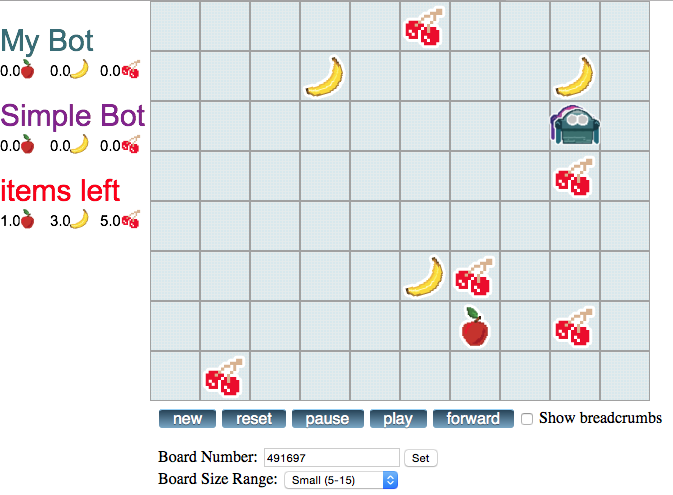 My Bot
0.0 0.0 0.0
Simple Bot
0.0 0.0 0.0
items left
1.0 3.0 5.0
new reset pause play forward Show breadcrumbs
Board Number: 491697 Set
Board Size Range: Small (5-15)